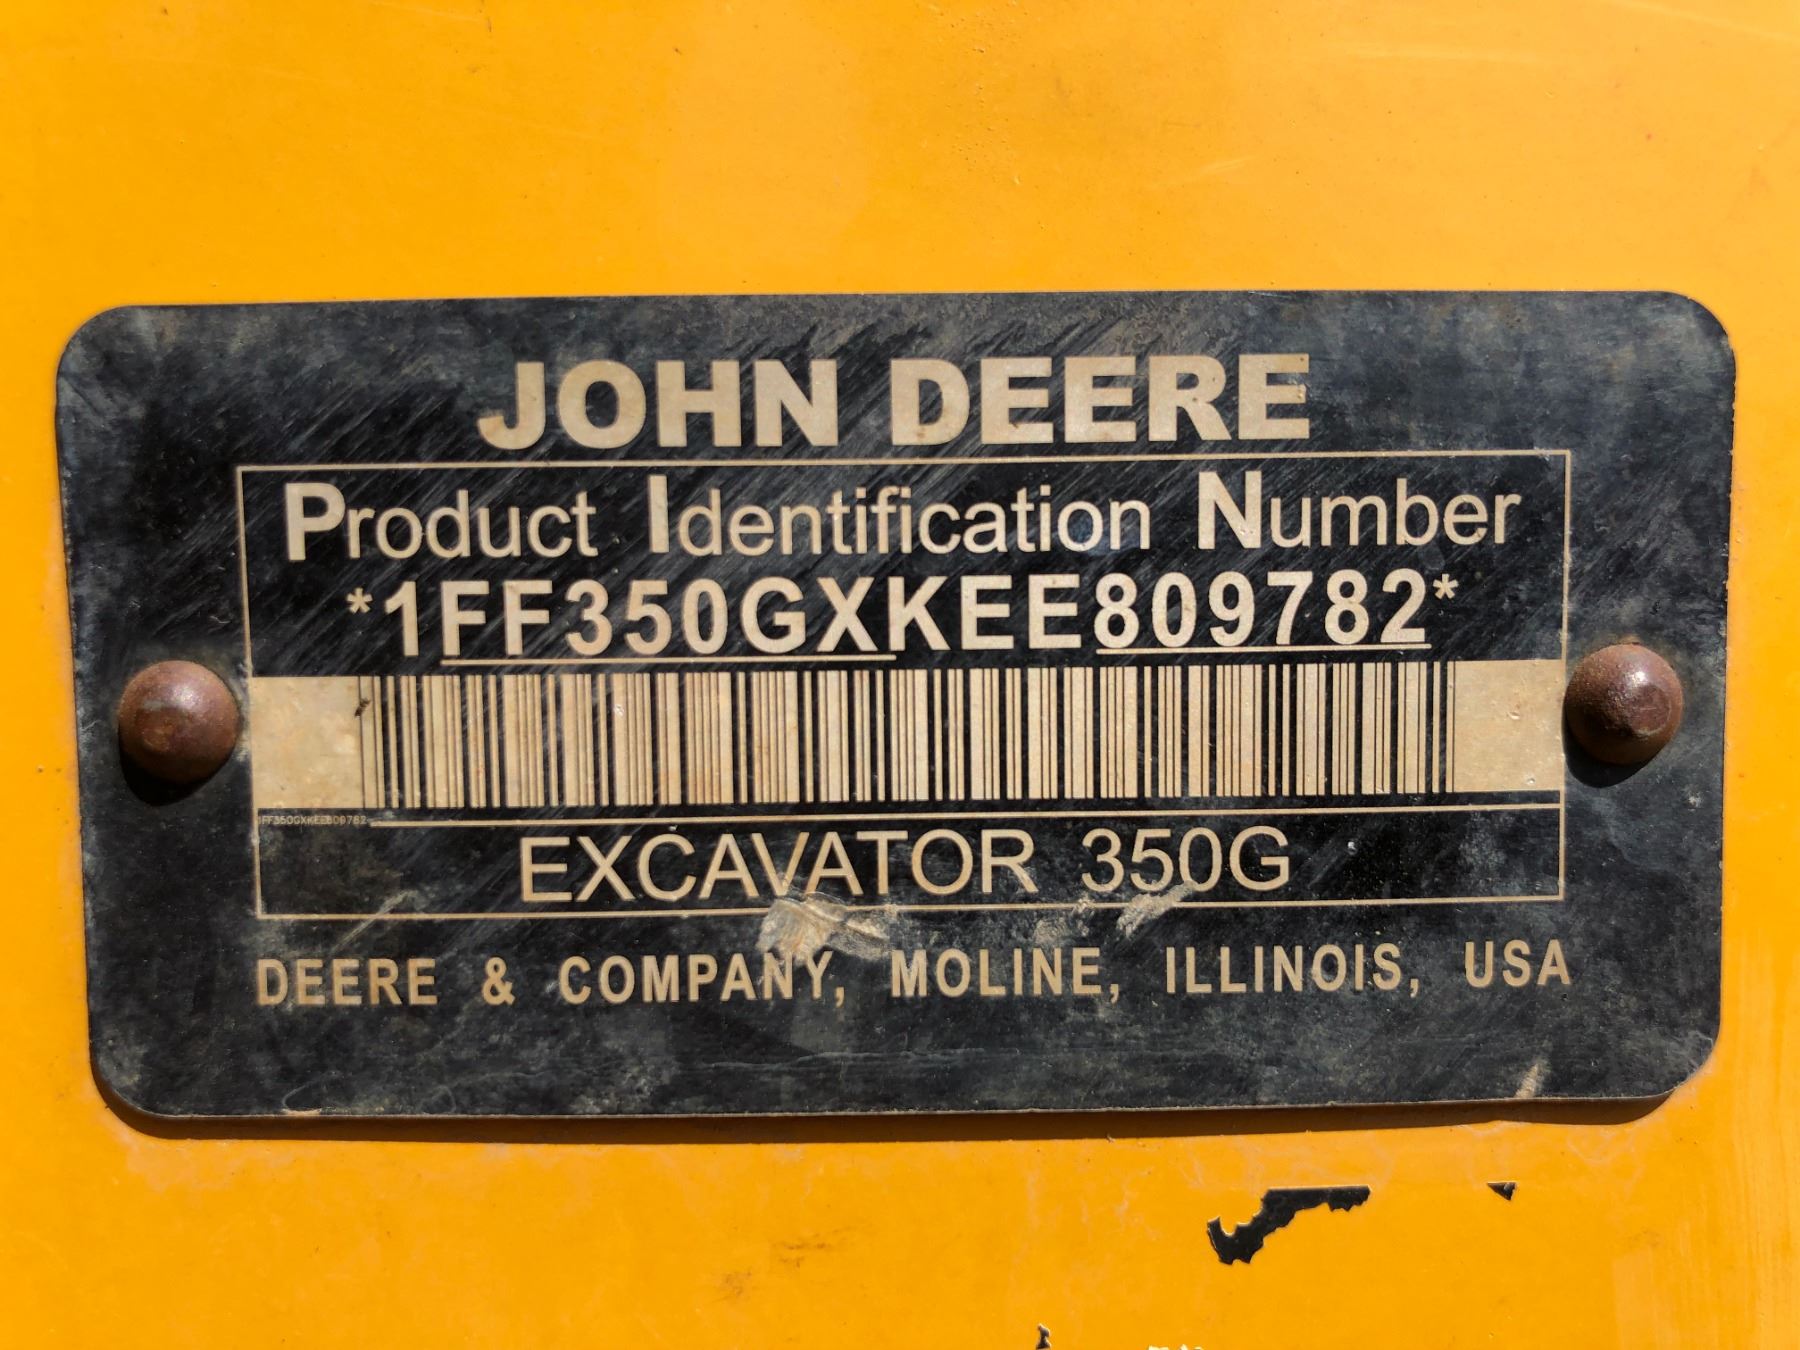 JOHN DEERE
Product Identification Number
*1FF350GXKEE809782*
1FF350GXKEE809782
EXCAVATOR 350G
DEERE & COMPANY, MOLINE, ILLINOIS, USA